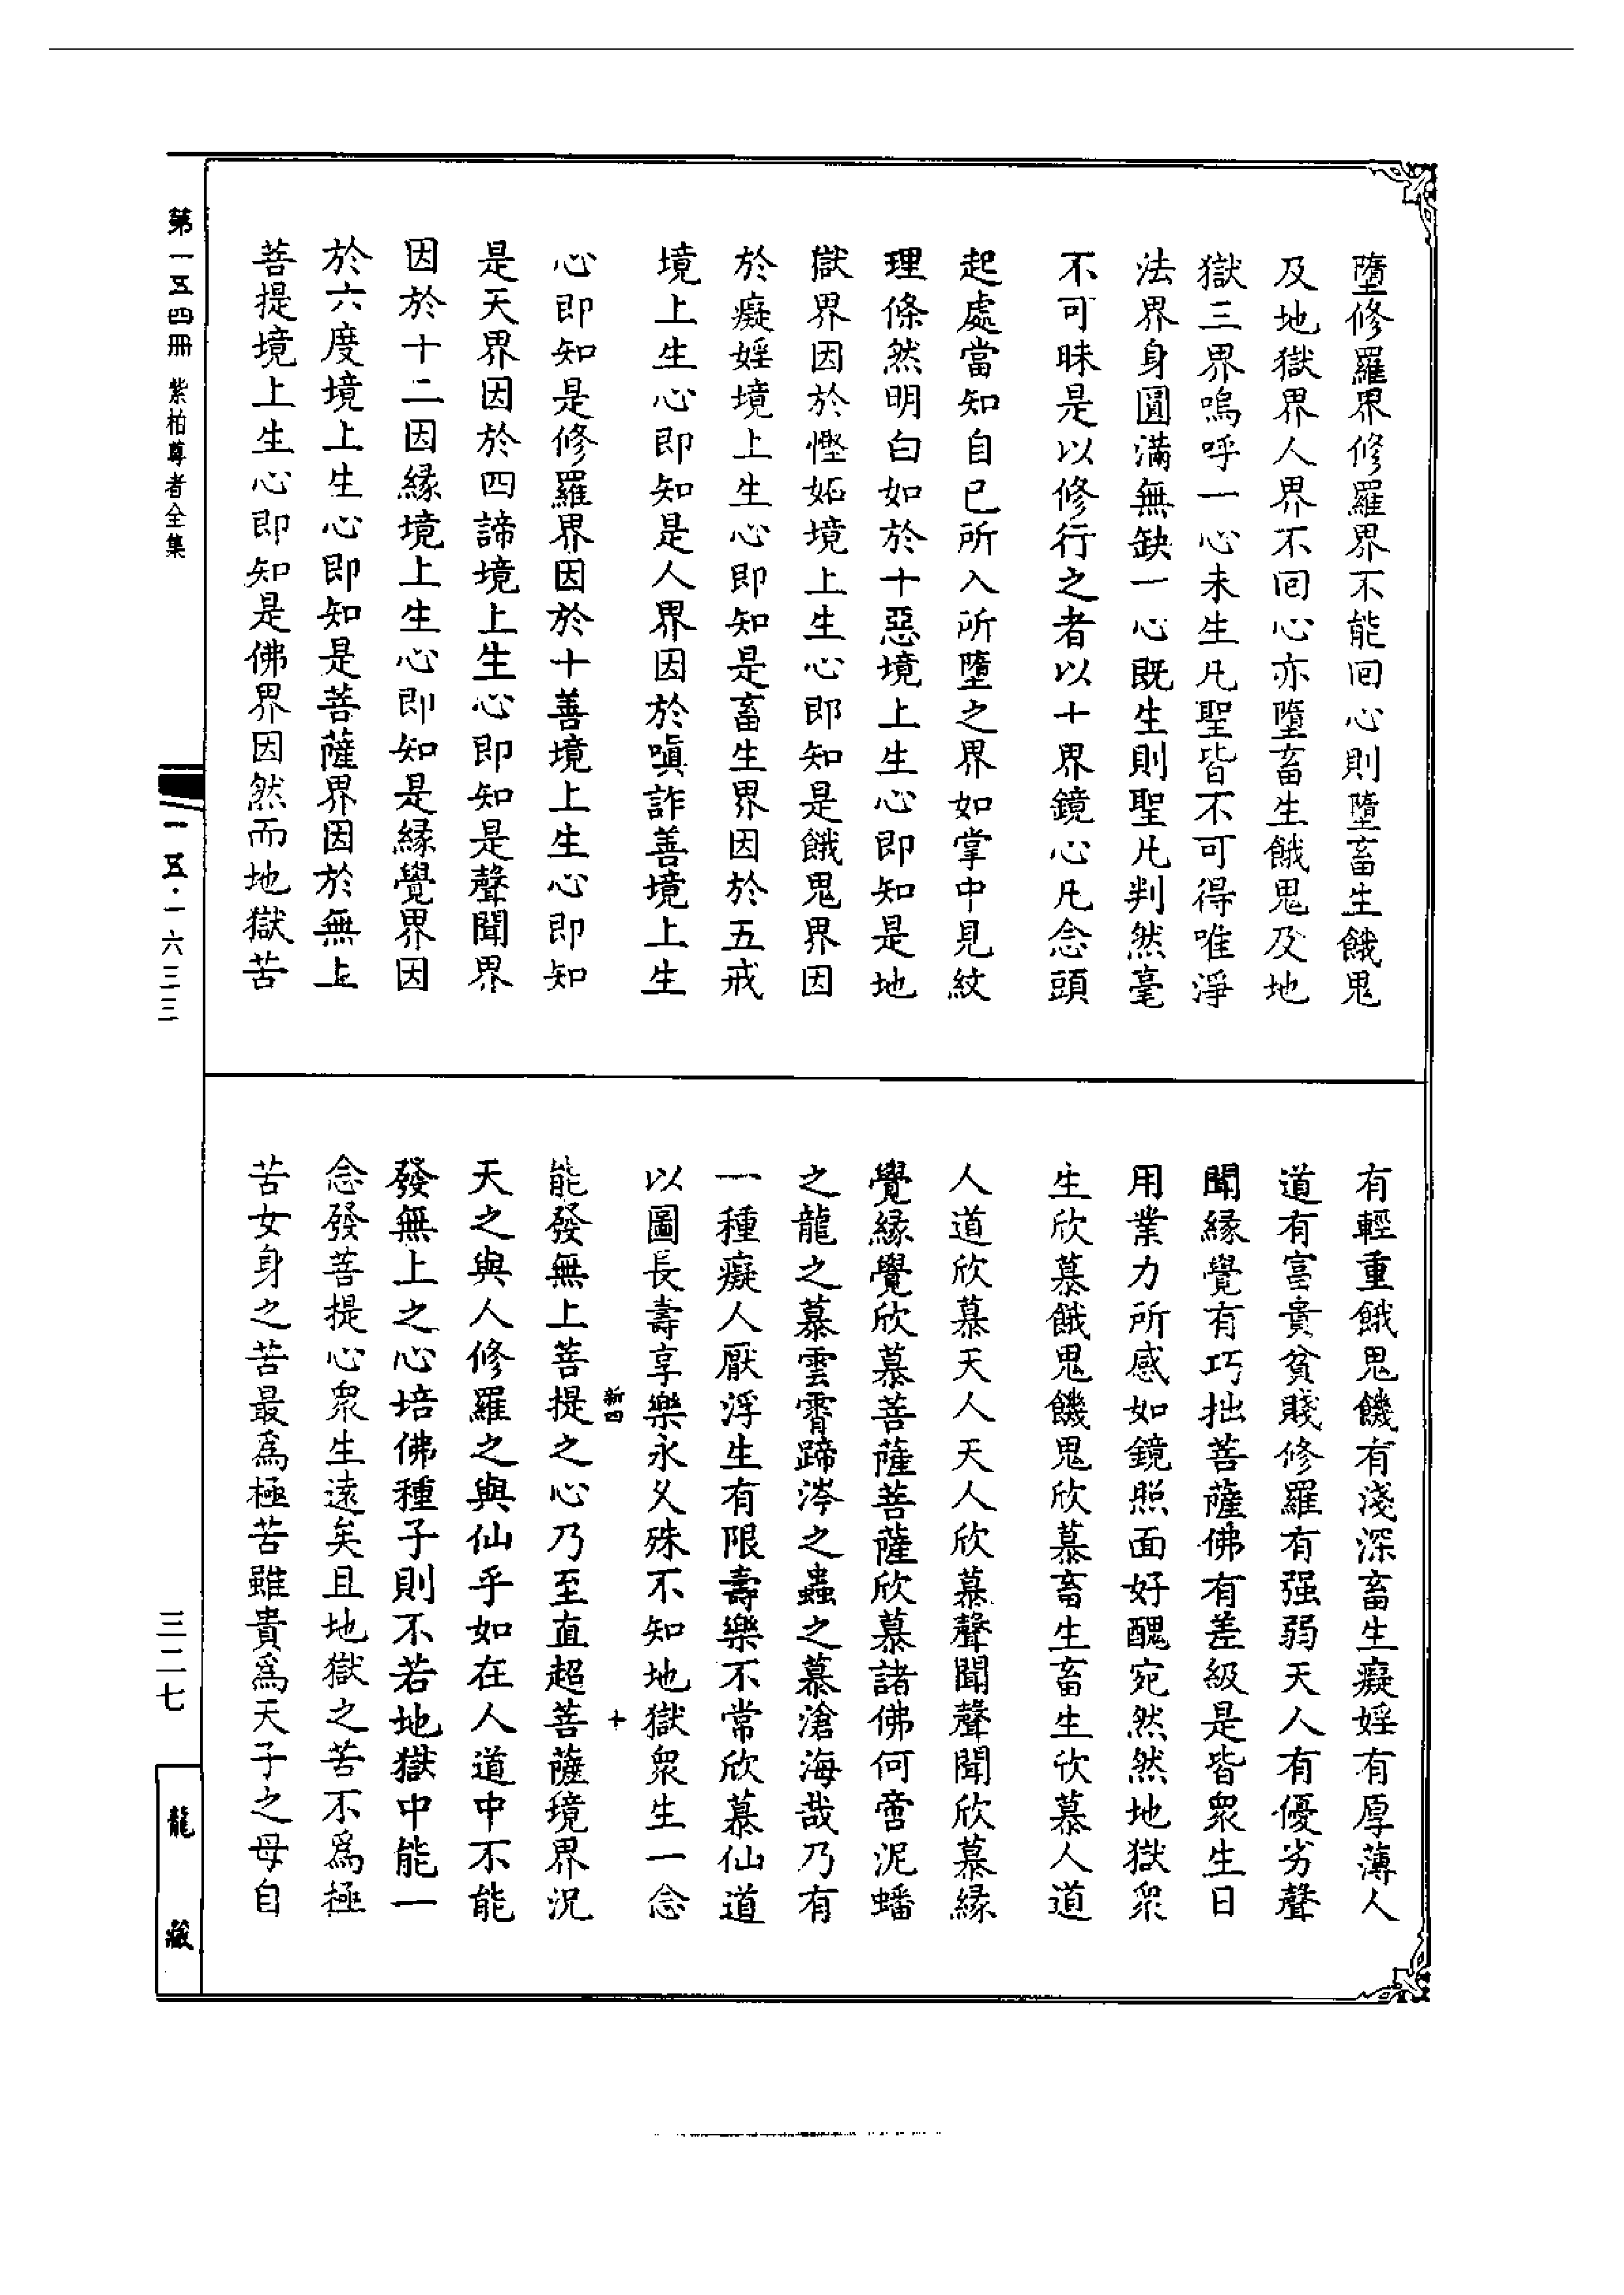 墮修羅界修羅界不能回心則墮畜生餓鬼
及地獄界人界不回心亦墮畜生餓鬼及地
獄三界嗚呼一心未生凡聖皆不可得唯淨
法界身圓滿無缺一心既生則聖凡判然毫
不可昧是以修行之者以十界鏡心凡念頭
起處當知自已所入所墮之界如掌中見紋
理條然明白如於十惡境上生心即知是地
獄界因於慳妬境上生心即知是餓鬼界因
於癡婬境上生心即知是畜生界因於五戒
境上生心即知是人界因於嗔詐善境上生
心即知是修羅界因於十善境上生心即知
是天界因於四諦境上生心即知是聲聞界
因於十二因緣境上生心即知是緣覺界因
於六度境上生心即知是菩薩界因於無上
菩提境上生心即知是佛界因然而地獄苦
有輕重餓鬼饑有淺深畜生癡婬有厚薄人
道有富貴貧賤修羅有强弱天人有優劣聲
聞緣覺有巧拙菩薩佛有差級是皆衆生日
用業力所感如鏡照面好醜宛然然地獄衆
生欣慕餓鬼饑鬼欣慕畜生畜生欣慕人道
人道欣慕天人天人欣慕聲聞聲聞欣慕緣
覺緣覺欣慕菩薩菩薩欣慕諸佛何啻泥蟠
之龍之慕雲霄蹄涔之蟲之慕滄海哉乃有
一種癡人厭浮生有限壽樂不常欣慕仙道
以圖長壽享樂永久殊不知地獄衆生一念
新四
十
能發無上菩提之心乃至直超菩薩境界況
天之與人修羅之與仙乎如在人道中不能
發無上之心培佛種子則不若地獄中能一
念發菩提心衆生遠矣且地獄之苦不爲極
苦女身之苦最爲極苦雖貴爲天子之母自
第一五四冊 紫柏尊者全集
一五·一六三三
三二七
龍藏